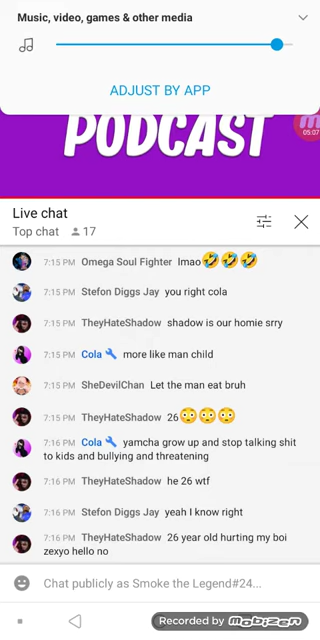 Music, video, games & other media
ADJUST BY APP
PODCAST
05:07
Live chat
Top chat 17
7:15 PM Omega Soul Fighter lmao🤣🤣🤣
7:15 PM Stefon Diggs Jay you right cola
7:15 PM TheyHateShadow shadow is our homie srry
7:15 PM Cola more like man child
7:15 PM SheDevilChan Let the man eat bruh
7:15 PM TheyHateShadow 26😳😳😳
7:16 PM Cola yamcha grow up and stop talking shit
to kids and bullying and threatening
7:16 PM TheyHateShadow he 26 wtf
7:16 PM Stefon Diggs Jay yeah I know right
7:16 PM TheyHateShadow 26 year old hurting my boi
zexyo hello no
Chat publicly as Smoke the Legend#24...
Recorded by mobizen